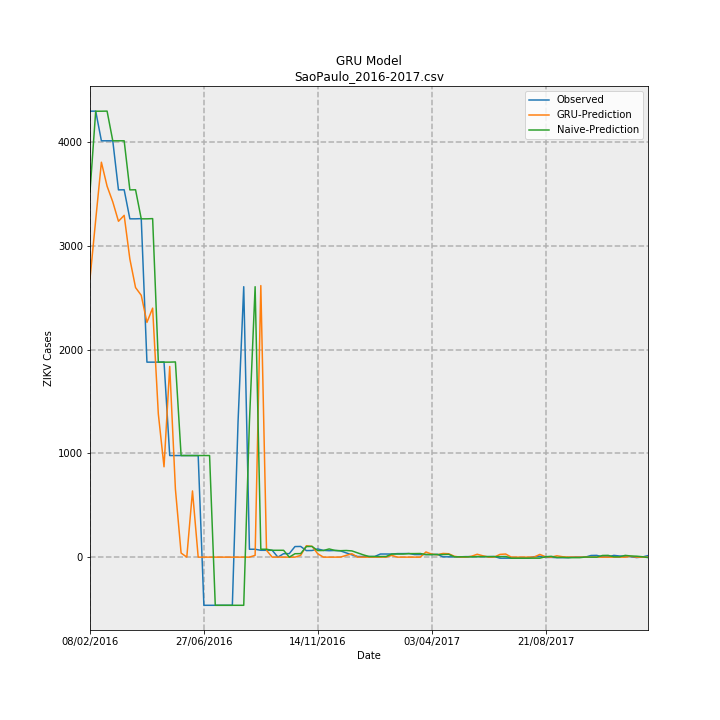 GRU Model
SaoPaulo_2016-2017.csv
Observed
GRU-Prediction
Naive-Prediction
4000
3000
2000
1000
0
ZIKV Cases
08/02/2016
27/06/2016
14/11/2016
03/04/2017
21/08/2017
Date